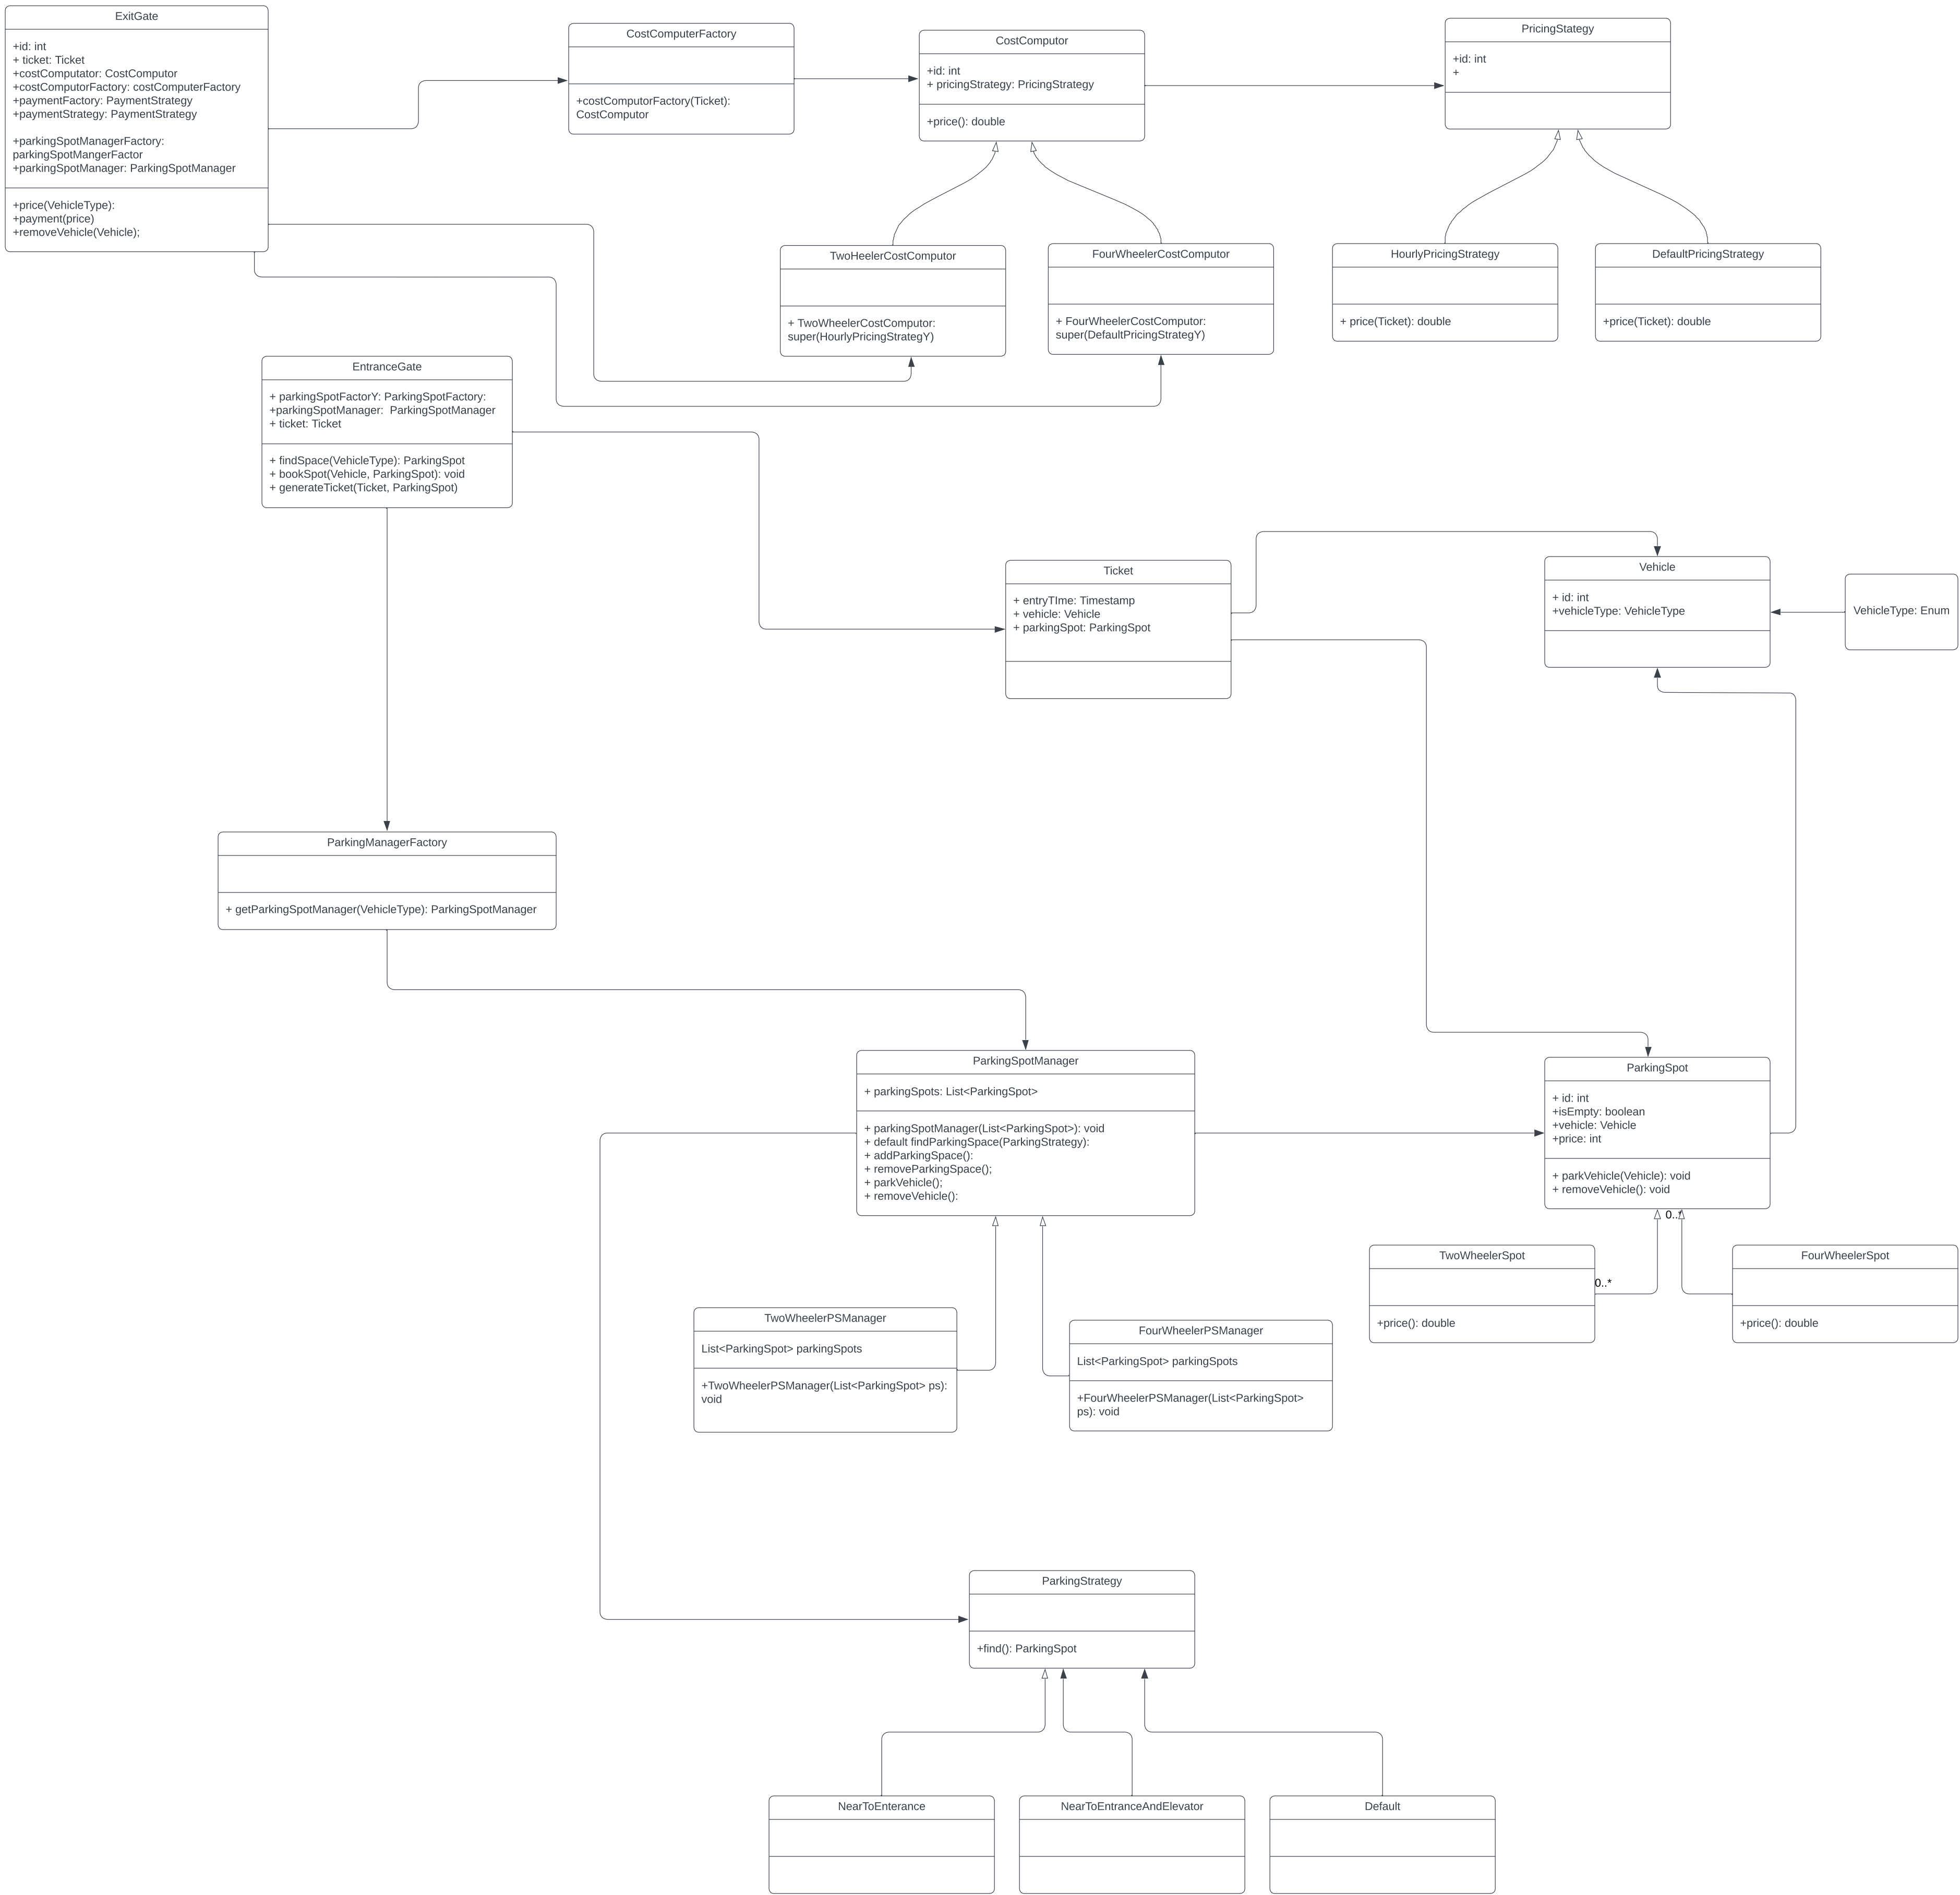 ExitGate
+id: int
+ ticket: Ticket
+costComputator: CostComputor
+costComputorFactory: costComputerFactory
+paymentFactory: PaymentStrategy
+paymentStrategy: PaymentStrategy
+parkingSpotManagerFactory:
parkingSpotMangerFactor
+parkingSpotManager: ParkingSpotManager
+price(VehicleType):
+payment(price)
+removeVehicle(Vehicle);
CostComputerFactory
+costComputorFactory(Ticket):
CostComputor
CostComputor
+id: int
+ pricingStrategy: PricingStrategy
+price(): double
PricingStategy
+id: int
+
TwoHeelerCostComputor
+ TwoWheelerCostComputor:
super(HourlyPricingStrategY)
FourWheelerCostComputor
+ FourWheelerCostComputor:
super(DefaultPricingStrategY)
HourlyPricingStrategy
+ price(Ticket): double
DefaultPricingStrategy
+price(Ticket): double
EntranceGate
+ parkingSpotFactorY: ParkingSpotFactory:
+parkingSpotManager:  ParkingSpotManager
+ ticket: Ticket
+ findSpace(VehicleType): ParkingSpot
+ bookSpot(Vehicle, ParkingSpot): void
+ generateTicket(Ticket, ParkingSpot)
Ticket
+ entryTIme: Timestamp
+ vehicle: Vehicle
+ parkingSpot: ParkingSpot
Vehicle
+ id: int
+vehicleType: VehicleType
VehicleType: Enum
ParkingManagerFactory
+ getParkingSpotManager(VehicleType): ParkingSpotManager
ParkingSpotManager
+ parkingSpots: List<ParkingSpot>
+ parkingSpotManager(List<ParkingSpot>): void
+ default findParkingSpace(ParkingStrategy):
+ addParkingSpace():
+ removeParkingSpace();
+ parkVehicle();
+ removeVehicle():
ParkingSpot
+ id: int
+isEmpty: boolean
+vehicle: Vehicle
+price: int
+ parkVehicle(Vehicle): void
+ removeVehicle(): void
0..*
TwoWheelerSpot
+price(): double
0..*
FourWheelerSpot
+price(): double
TwoWheelerPSManager
List<ParkingSpot> parkingSpots
+TwoWheelerPSManager(List<ParkingSpot> ps):
void
FourWheelerPSManager
List<ParkingSpot> parkingSpots
+FourWheelerPSManager(List<ParkingSpot>
ps): void
ParkingStrategy
+find(): ParkingSpot
NearToEnterance
NearToEntranceAndElevator
Default